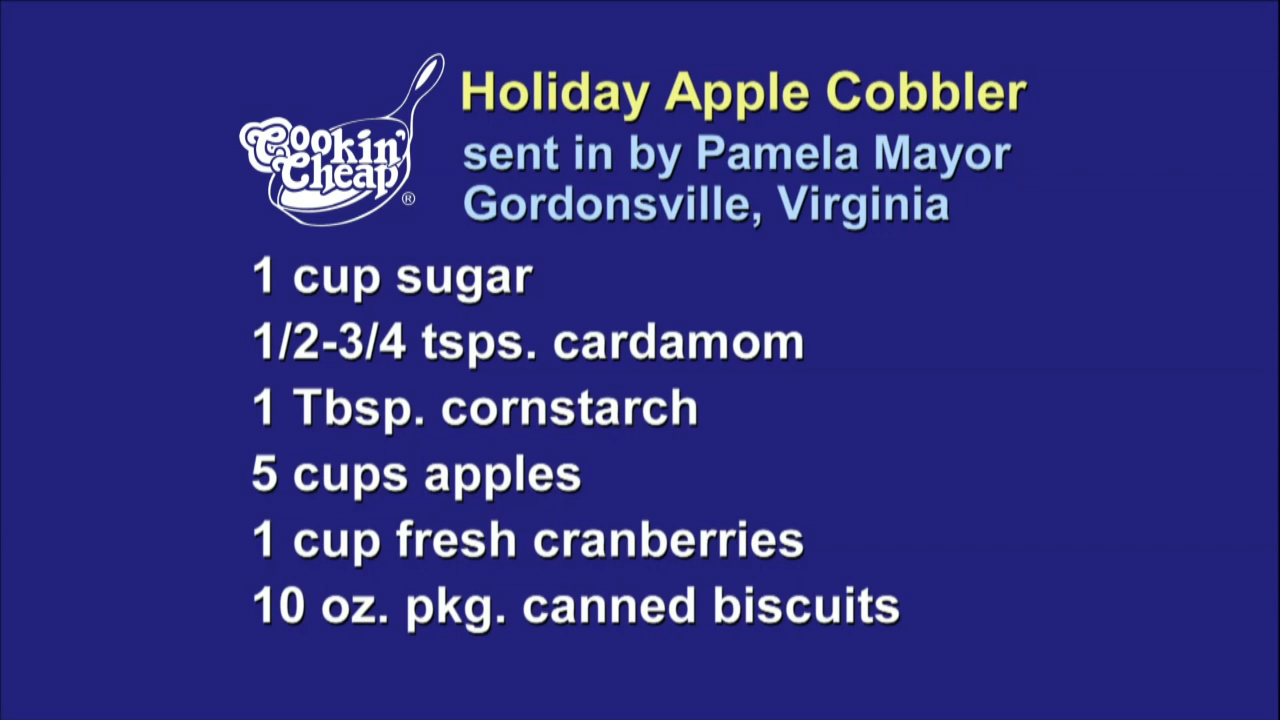 Cookin'
Cheap
®
Holiday Apple Cobbler
sent in by Pamela Mayor
Gordonsville, Virginia
1 cup sugar
1/2-3/4 tsps. cardamom
1 Tbsp. cornstarch
5 cups apples
1 cup fresh cranberries
10 oz. pkg. canned biscuits